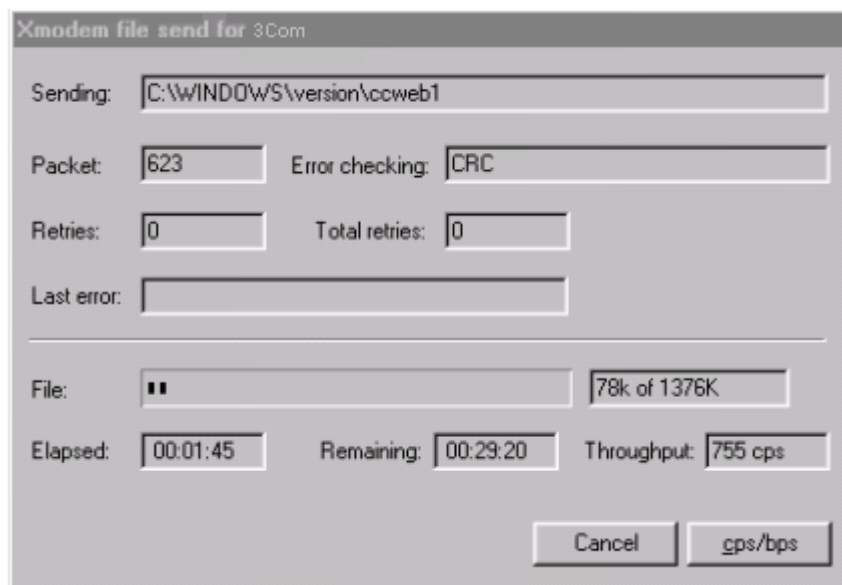 Xmodem file send for 3Com
Sending: C:\WINDOWS\version\ccweb1
Packet: 623 Error checking: CRC
Retries: 0 Total retries: 0
Last error:
File: 78k of 1376K
Elapsed: 00:01:45 Remaining: 00:29:20 Throughput: 755 cps
Cancel cps/bps